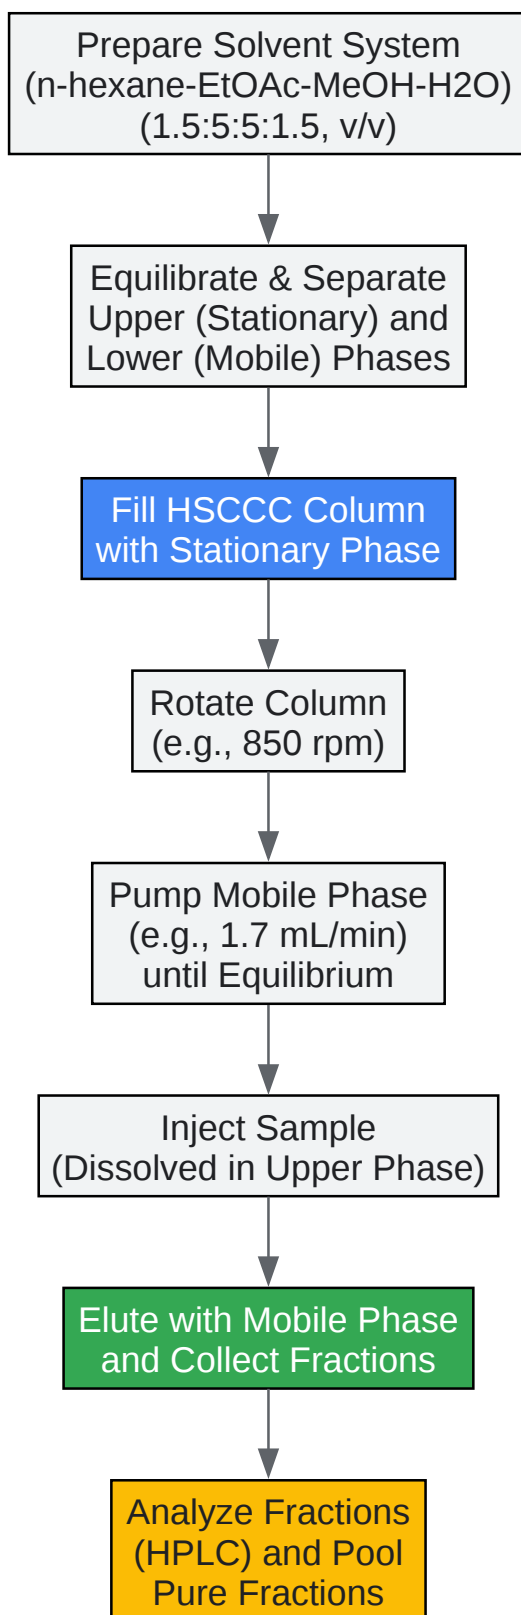 Prepare Solvent System
(n-hexane-EtOAc-MeOH-H2O)
(1.5:5:5:1.5, v/v)
Equilibrate & Separate
Upper (Stationary) and
Lower (Mobile) Phases
Fill HSCCC Column
with Stationary Phase
Rotate Column
(e.g., 850 rpm)
Pump Mobile Phase
(e.g., 1.7 mL/min)
until Equilibrium
Inject Sample
(Dissolved in Upper Phase)
Elute with Mobile Phase
and Collect Fractions
Analyze Fractions
(HPLC) and Pool
Pure Fractions